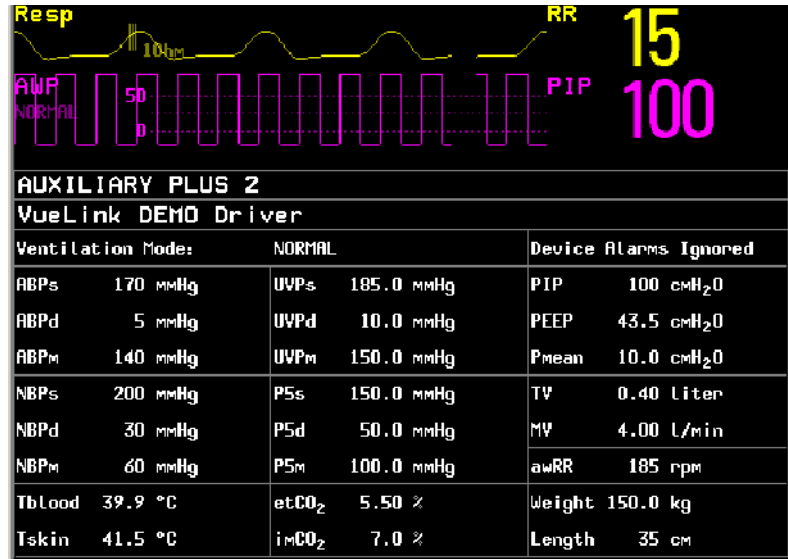 Resp RR 15
10hm
AWP 50 PIP 100
NORMAL
0
AUXILIARY PLUS 2
VueLink DEMO Driver
Ventilation Mode: NORMAL Device Alarms Ignored
ABPs 170 mmHg UVPs 185.0 mmHg PIP 100 cmH₂O
ABPd 5 mmHg UVPd 10.0 mmHg PEEP 43.5 cmH₂O
ABPm 140 mmHg UVPm 150.0 mmHg Pmean 10.0 cmH₂O
NBPs 200 mmHg P5s 150.0 mmHg TV 0.40 liter
NBPd 30 mmHg P5d 50.0 mmHg MV 4.00 l/min
NBPm 60 mmHg P5m 100.0 mmHg awRR 185 rpm
Tblood 39.9 °C etCO₂ 5.50 % Weight 150.0 kg
Tskin 41.5 °C imCO₂ 7.0 % Length 35 cm